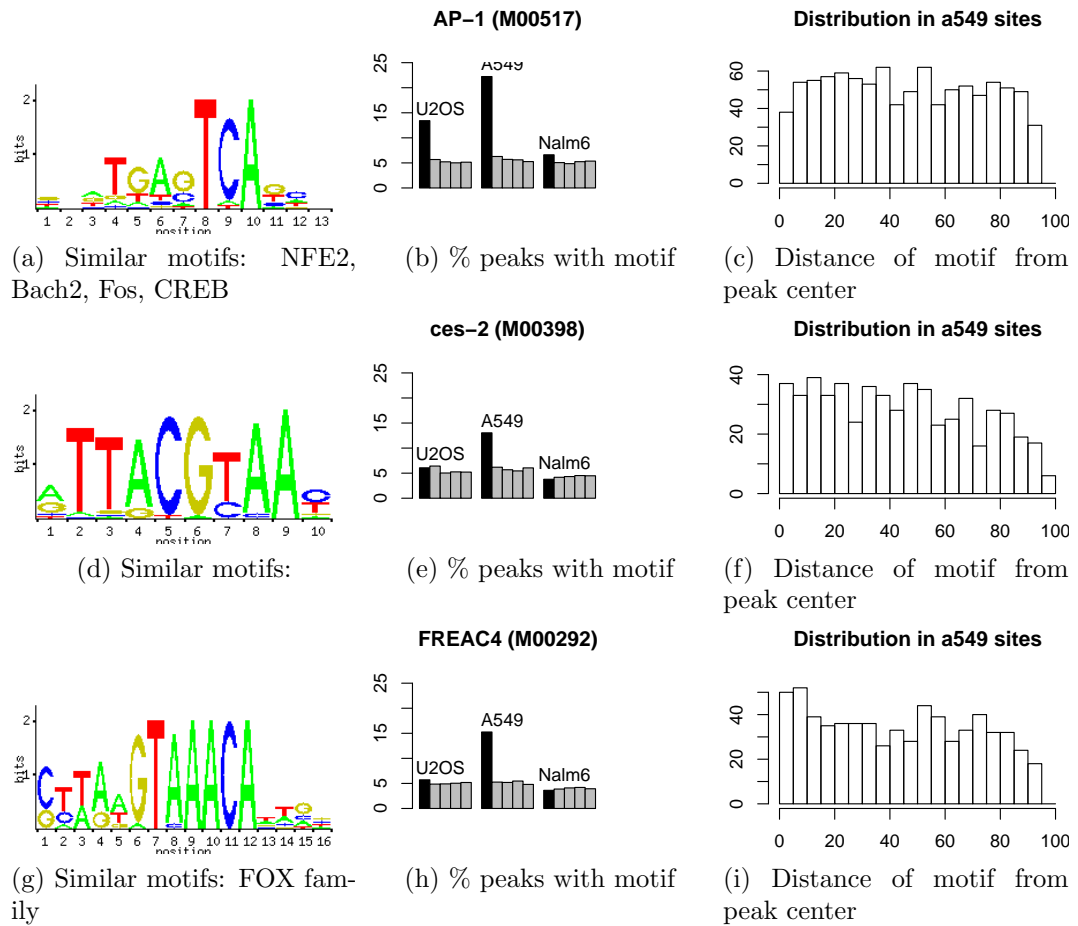 AP−1 (M00517)
Distribution in a549 sites
bits
2
1
1 2 3 4 5 6 7 8 9 10 11 12 13
position
25
15
5
0
U2OS
A549
Nalm6
60
40
20
0
0 20 40 60 80 100
(a) Similar motifs: NFE2,
Bach2, Fos, CREB
(b) % peaks with motif
(c) Distance of motif from
peak center
ces−2 (M00398)
Distribution in a549 sites
bits
2
1
ATTACGTAAC
1 2 3 4 5 6 7 8 9 10
position
25
15
5
0
U2OS
A549
Nalm6
40
20
0
0 20 40 60 80 100
(d) Similar motifs:
(e) % peaks with motif
(f) Distance of motif from
peak center
FREAC4 (M00292)
Distribution in a549 sites
bits
2
1
1 2 3 4 5 6 7 8 9 10 11 12 13 14 15 16
position
25
15
5
0
U2OS
A549
Nalm6
40
20
0
0 20 40 60 80 100
(g) Similar motifs: FOX fam-
ily
(h) % peaks with motif
(i) Distance of motif from
peak center